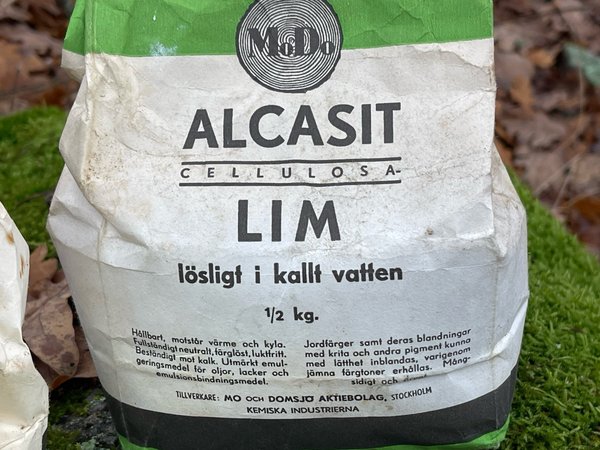 MoDo
ALCASIT
CELLULOSA-
LIM
lösligt i kallt vatten
1/2 kg.
Hållbart, motstår värme och kyla.
Fullständigt neutralt, färglöst, luktfritt.
Beständigt mot kalk. Utmärkt emul-
geringsmedel för oljor, lacker och
emulsionsbindningsmedel.
Jordfärger samt deras blandningar
med krita och andra pigment kunna
med lätthet inblandas, varigenom
jämna färgtoner erhållas. Mång-
sidigt och
TILLVERKARE: MO OCH DOMSJÖ AKTIEBOLAG, STOCKHOLM
KEMISKA INDUSTRIERNA